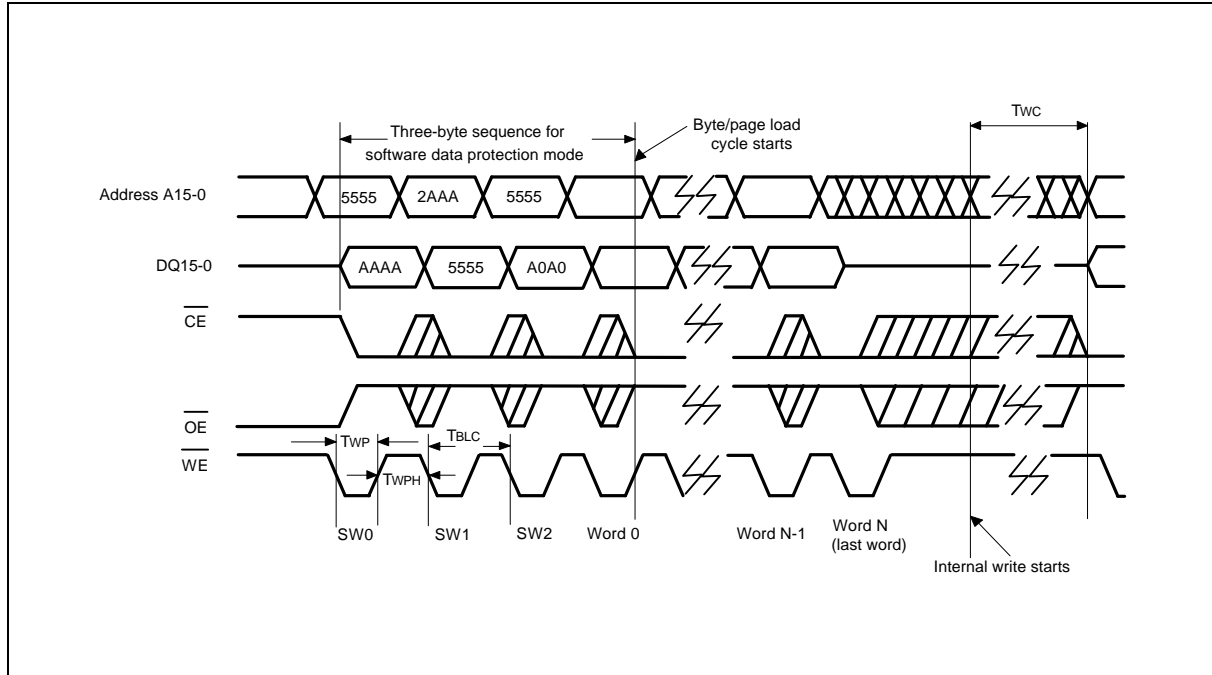 TWC
Three-byte sequence for
software data protection mode
Byte/page load
cycle starts
Address A15-0
5555
2AAA
5555
DQ15-0
AAAA
5555
A0A0
CE
OE
WE
TWP
TBLC
TWPH
SW0
SW1
SW2
Word 0
Word N-1
Word N
(last word)
Internal write starts